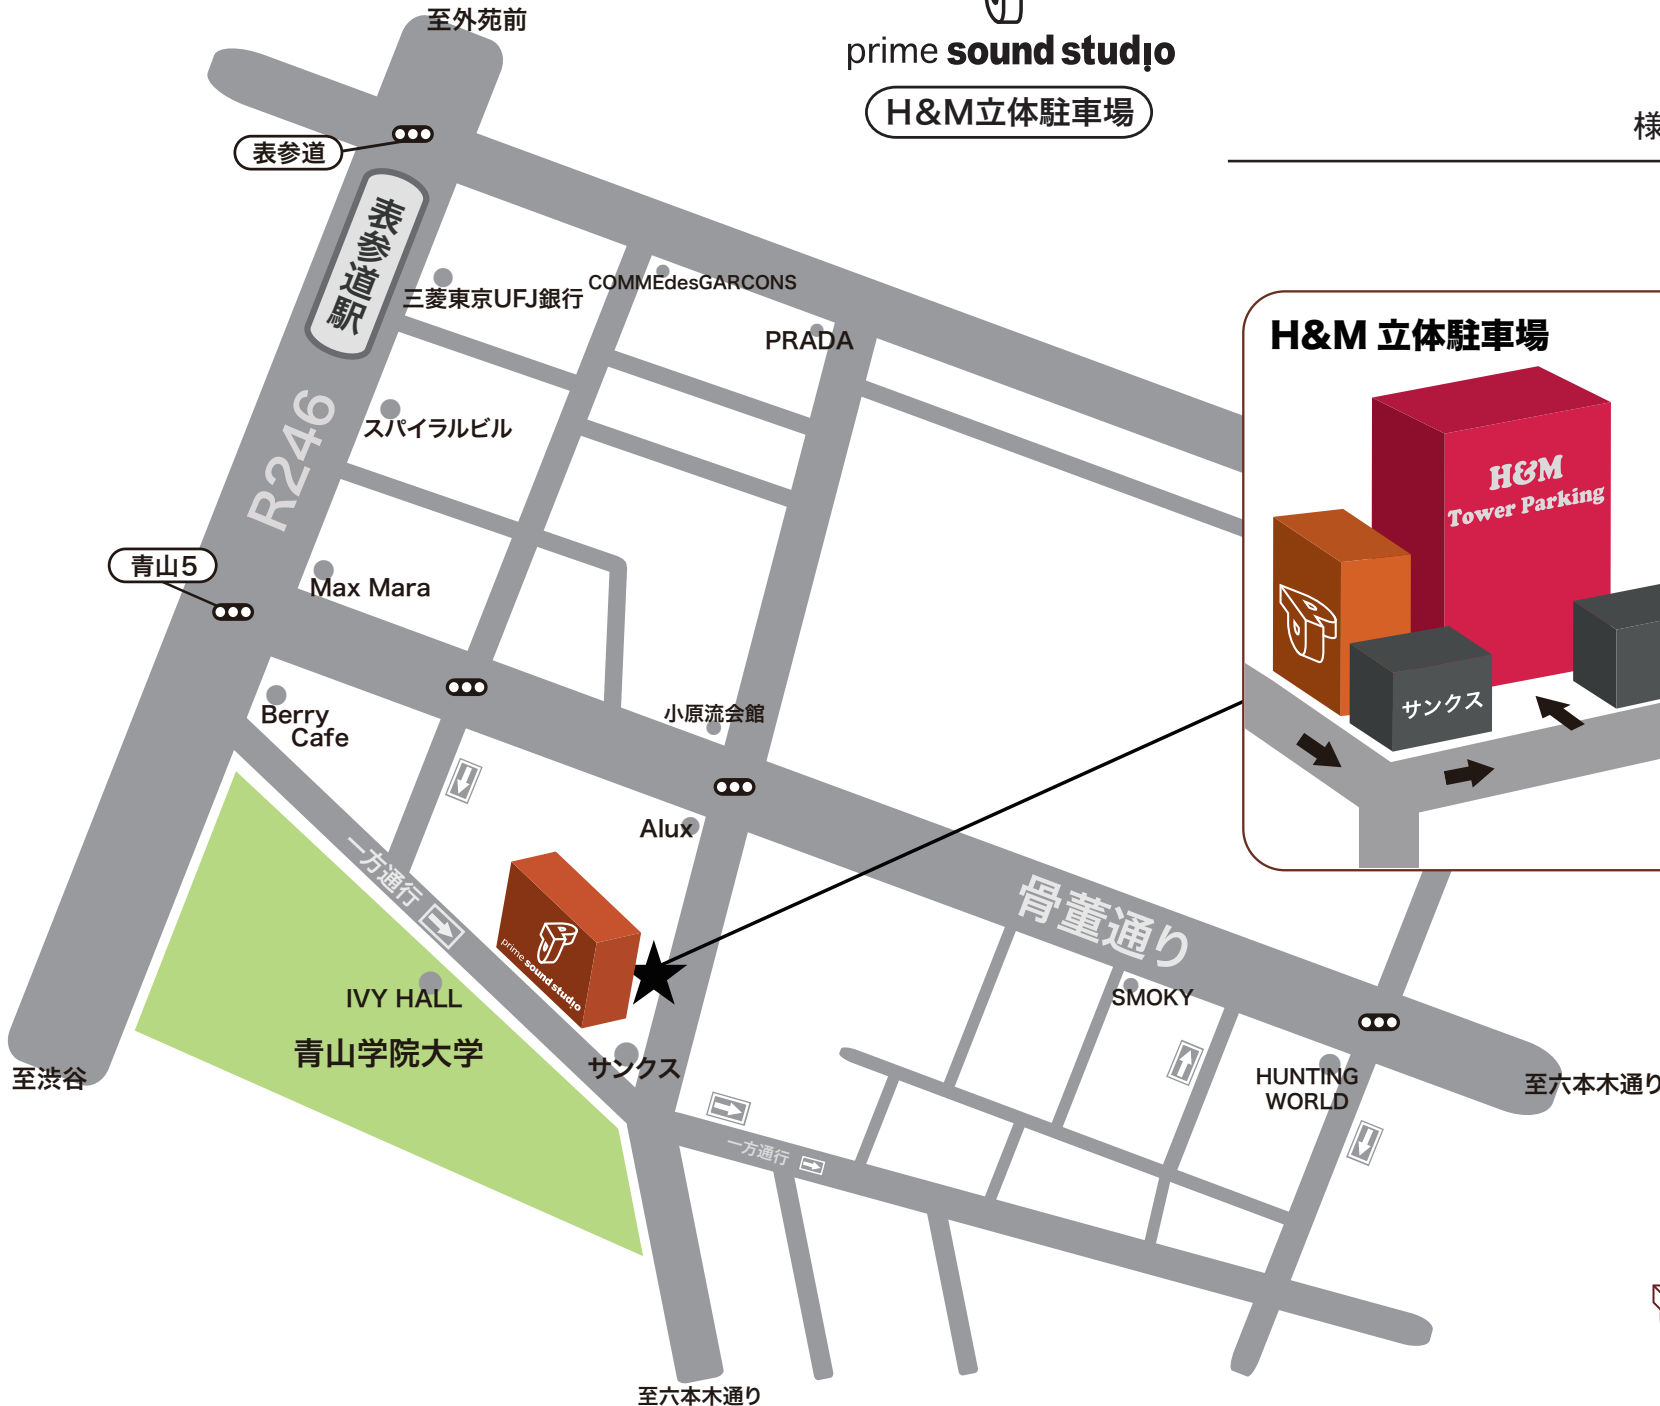 至外苑前
prime sound studio
H&M立体駐車場
様
表参道
表参道駅
三菱東京UFJ銀行
COMMEdesGARCONS
PRADA
H&M 立体駐車場
H&M
Tower Parking
サンクス
スパイラルビル
R246
青山5
Max Mara
Berry
Cafe
小原流会館
Alux
一方通行
骨董通り
prime sound studio
IVY HALL
青山学院大学
サンクス
SMOKY
HUNTING
WORLD
至渋谷
至六本木通り
一方通行
至六本木通り